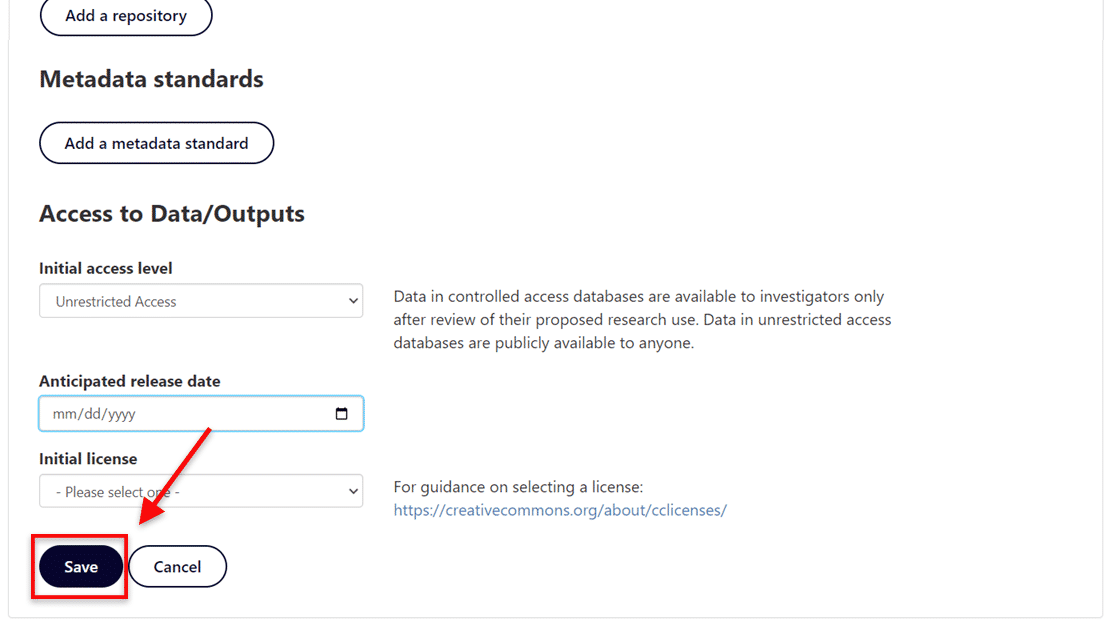 Add a repository
Metadata standards
Add a metadata standard
Access to Data/Outputs
Initial access level
Unrestricted Access
Data in controlled access databases are available to investigators only
after review of their proposed research use. Data in unrestricted access
databases are publicly available to anyone.
Anticipated release date
mm/dd/yyyy
Initial license
- Please select one -
For guidance on selecting a license:
https://creativecommons.org/about/cclicenses/
Save
Cancel